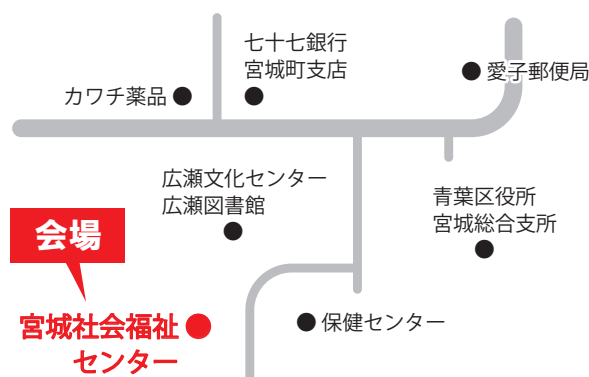 七十七銀行
宮城町支店
愛子郵便局
カワチ薬品
広瀬文化センター
広瀬図書館
青葉区役所
宮城総合支所
会場
宮城社会福祉
センター
保健センター